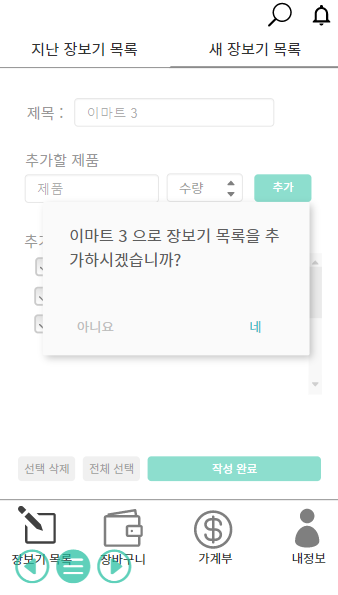 지난 장보기 목록 새 장보기 목록
제목 : 이마트 3
추가할 제품
제품 수량 추가
추가
이마트 3 으로 장보기 목록을 추
가하시겠습니까?
아니요 네
선택 삭제 전체 선택 작성 완료
장보기 목록 장바구니 가계부 내정보